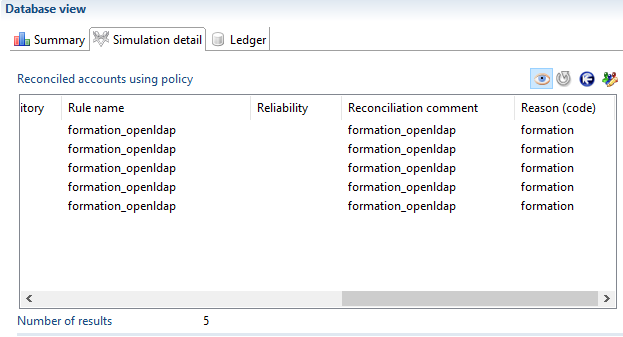 Database view
Summary Simulation detail Ledger
Reconciled accounts using policy
itory Rule name Reliability Reconciliation comment Reason (code)
formation_openldap formation_openldap formation
formation_openldap formation_openldap formation
formation_openldap formation_openldap formation
formation_openldap formation_openldap formation
formation_openldap formation_openldap formation
Number of results 5